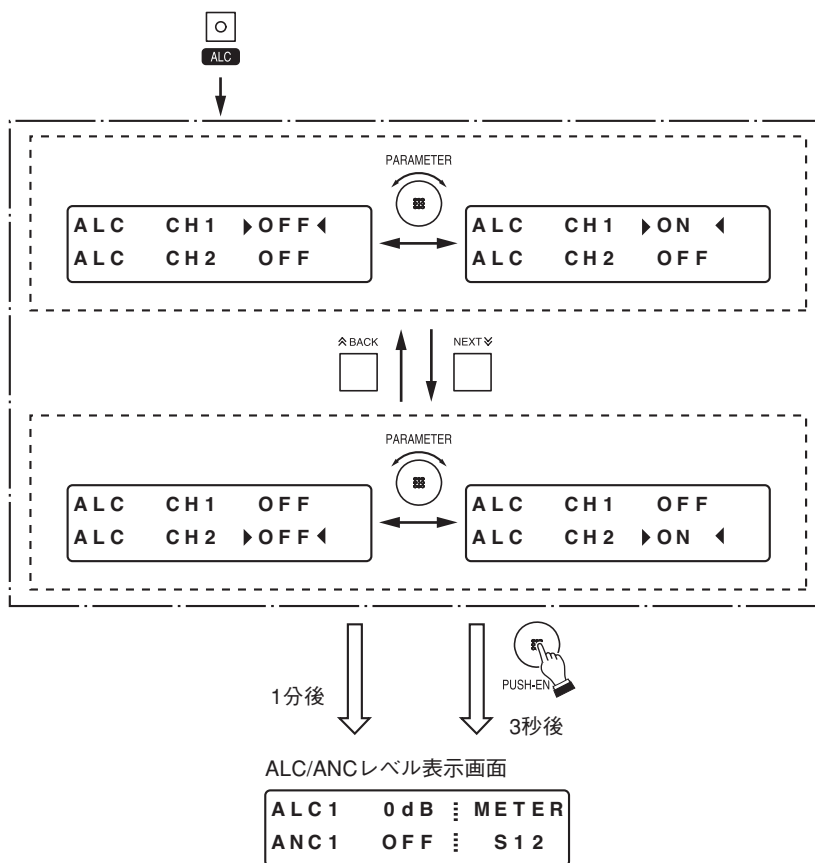 ALC
PARAMETER
ALC CH1 ▶OFF◀
ALC CH2 OFF
ALC CH1 ▶ON ◀
ALC CH2 OFF
BACK
NEXT
PARAMETER
ALC CH1 OFF
ALC CH2 ▶OFF◀
ALC CH1 OFF
ALC CH2 ▶ON ◀
1分後
PUSH-EN
3秒後
ALC/ANCレベル表示画面
ALC1 0dB METER
ANC1 OFF S12